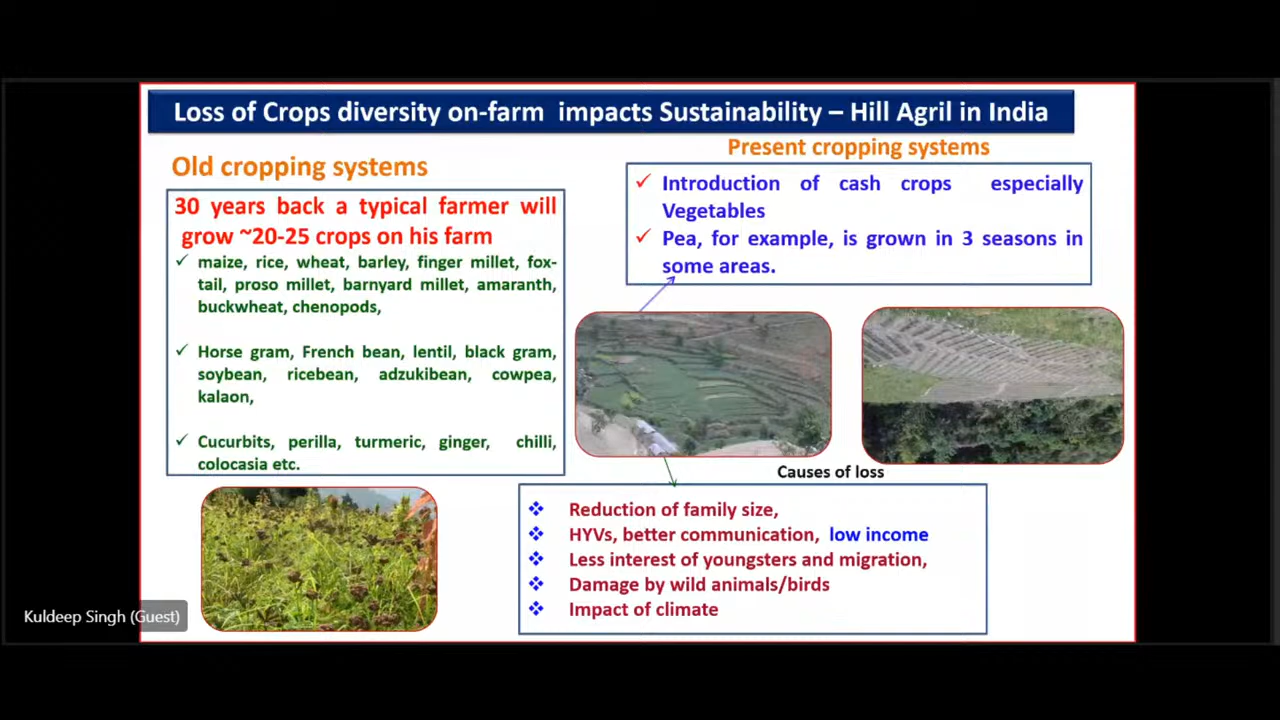 Loss of Crops diversity on-farm impacts Sustainability – Hill Agril in India
Old cropping systems
30 years back a typical farmer will
grow ~20-25 crops on his farm
maize, rice, wheat, barley, finger millet, fox-
tail, proso millet, barnyard millet, amaranth,
buckwheat, chenopods,
Horse gram, French bean, lentil, black gram,
soybean, ricebean, adzukibean, cowpea,
kalaon,
Cucurbits, perilla, turmeric, ginger, chilli,
colocasia etc.
Present cropping systems
Introduction of cash crops especially
Vegetables
Pea, for example, is grown in 3 seasons in
some areas.
Causes of loss
Reduction of family size,
HYVs, better communication, low income
Less interest of youngsters and migration,
Damage by wild animals/birds
Impact of climate
Kuldeep Singh (Guest)